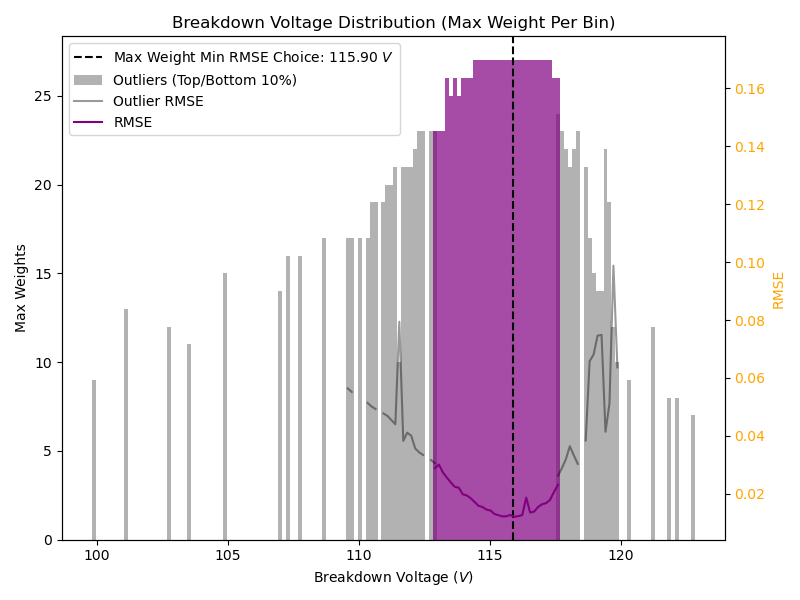 Breakdown Voltage Distribution (Max Weight Per Bin)
Max Weight Min RMSE Choice: 115.90 V
Outliers (Top/Bottom 10%)
Outlier RMSE
RMSE
Max Weights
25
20
15
10
5
0
0.16
0.14
0.12
0.10
0.08
0.06
0.04
0.02
RMSE
100
105
110
115
120
Breakdown Voltage (V)